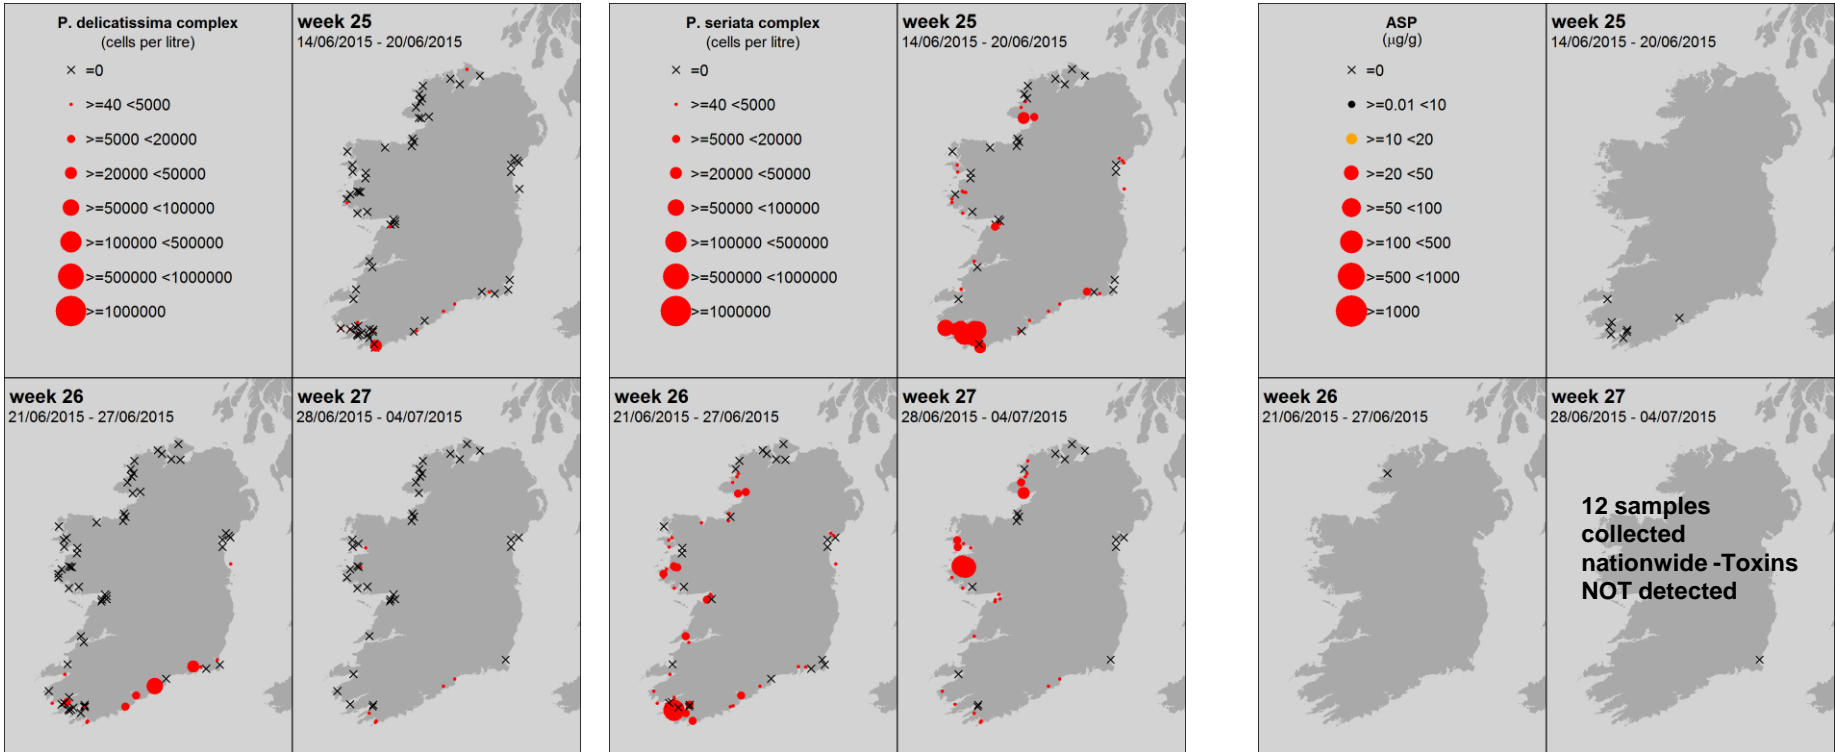 P. delicatissima complex
(cells per litre)
=0
>=40 <5000
>=5000 <20000
>=20000 <50000
>=50000 <100000
>=100000 <500000
>=500000 <1000000
>=1000000
week 25
14/06/2015 - 20/06/2015
week 26
21/06/2015 - 27/06/2015
week 27
28/06/2015 - 04/07/2015
P. seriata complex
(cells per litre)
=0
>=40 <5000
>=5000 <20000
>=20000 <50000
>=50000 <100000
>=100000 <500000
>=500000 <1000000
>=1000000
week 25
14/06/2015 - 20/06/2015
week 26
21/06/2015 - 27/06/2015
week 27
28/06/2015 - 04/07/2015
ASP
(µg/g)
=0
>=0.01 <10
>=10 <20
>=20 <50
>=50 <100
>=100 <500
>=500 <1000
>=1000
week 25
14/06/2015 - 20/06/2015
week 26
21/06/2015 - 27/06/2015
week 27
28/06/2015 - 04/07/2015
12 samples
collected
nationwide -Toxins
NOT detected